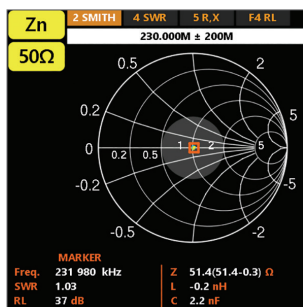 Zn
50Ω
2 SMITH 4 SWR 5 R,X F4 RL
230.000M ± 200M
0.5 2
0.2 5
0 0.2 0.5 1 2 5
-0.2 -5
-0.5 -2
MARKER
Freq. 231 980 kHz
SWR 1.03
RL 37 dB
Z 51.4(51.4-0.3) Ω
L -0.2 nH
C 2.2 nF